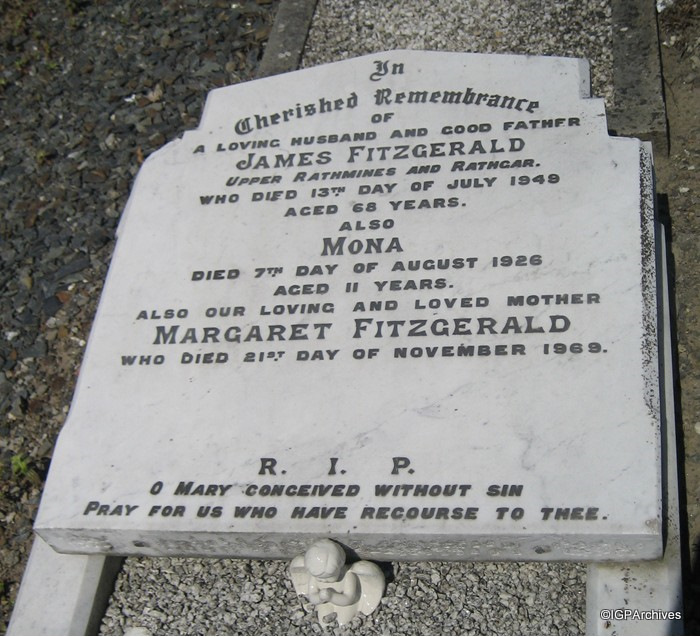 In
Cherished Remembrance
OF
A LOVING HUSBAND AND GOOD FATHER
JAMES FITZGERALD
UPPER RATHMINES AND RATHGAR.
WHO DIED 13TH DAY OF JULY 1949
AGED 68 YEARS.
ALSO
MONA
DIED 7TH DAY OF AUGUST 1926
AGED 11 YEARS.
ALSO OUR LOVING AND LOVED MOTHER
MARGARET FITZGERALD
WHO DIED 21ST DAY OF NOVEMBER 1969.
R. I. P.
O MARY CONCEIVED WITHOUT SIN
PRAY FOR US WHO HAVE RECOURSE TO THEE.
©IGPArchives